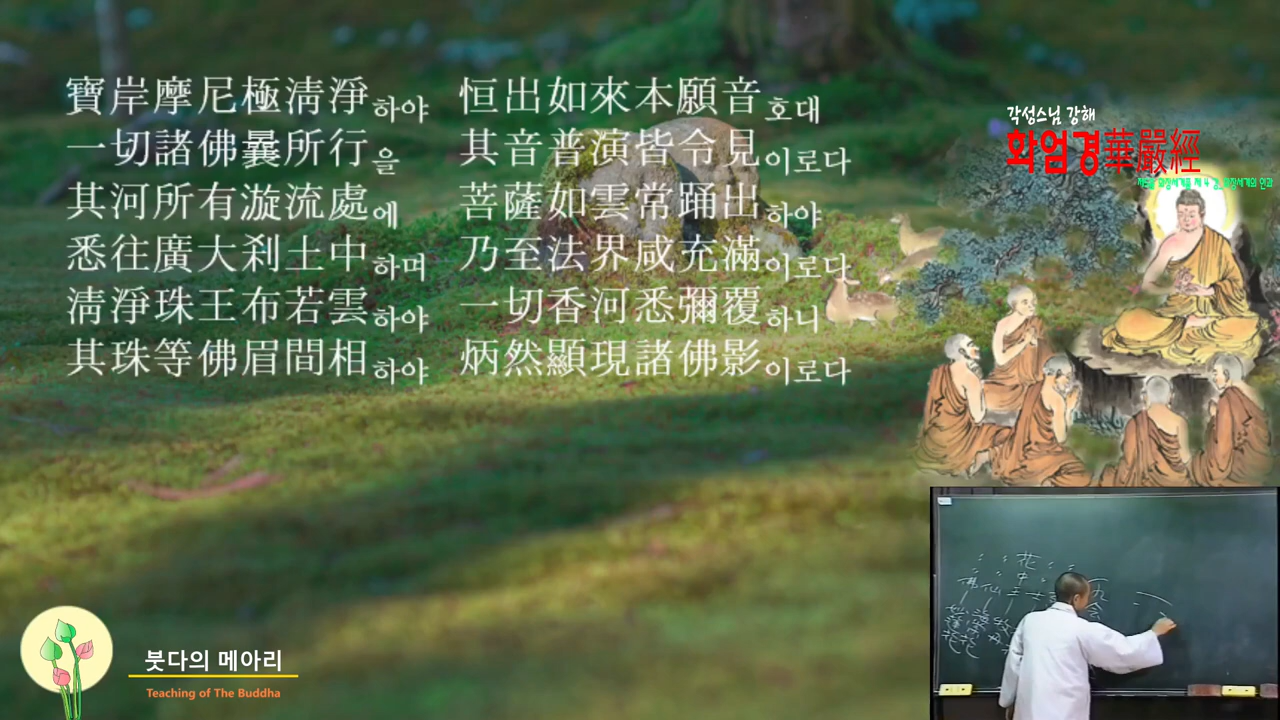 寶岸摩尼極淸淨하야 恒出如來本願音호대
一切諸佛曩所行을 其音普演皆令見이로다
其河所有漩流處에 菩薩如雲常踊出하야
悉往廣大刹土中하며 乃至法界咸充滿이로다
淸淨珠王布若雲하야 一切香河悉彌覆하니
其珠等佛眉間相하야 炳然顯現諸佛影이로다
각성스님 강해
화엄경華嚴經
붓다의 메아리
Teaching of The Buddha
花
中